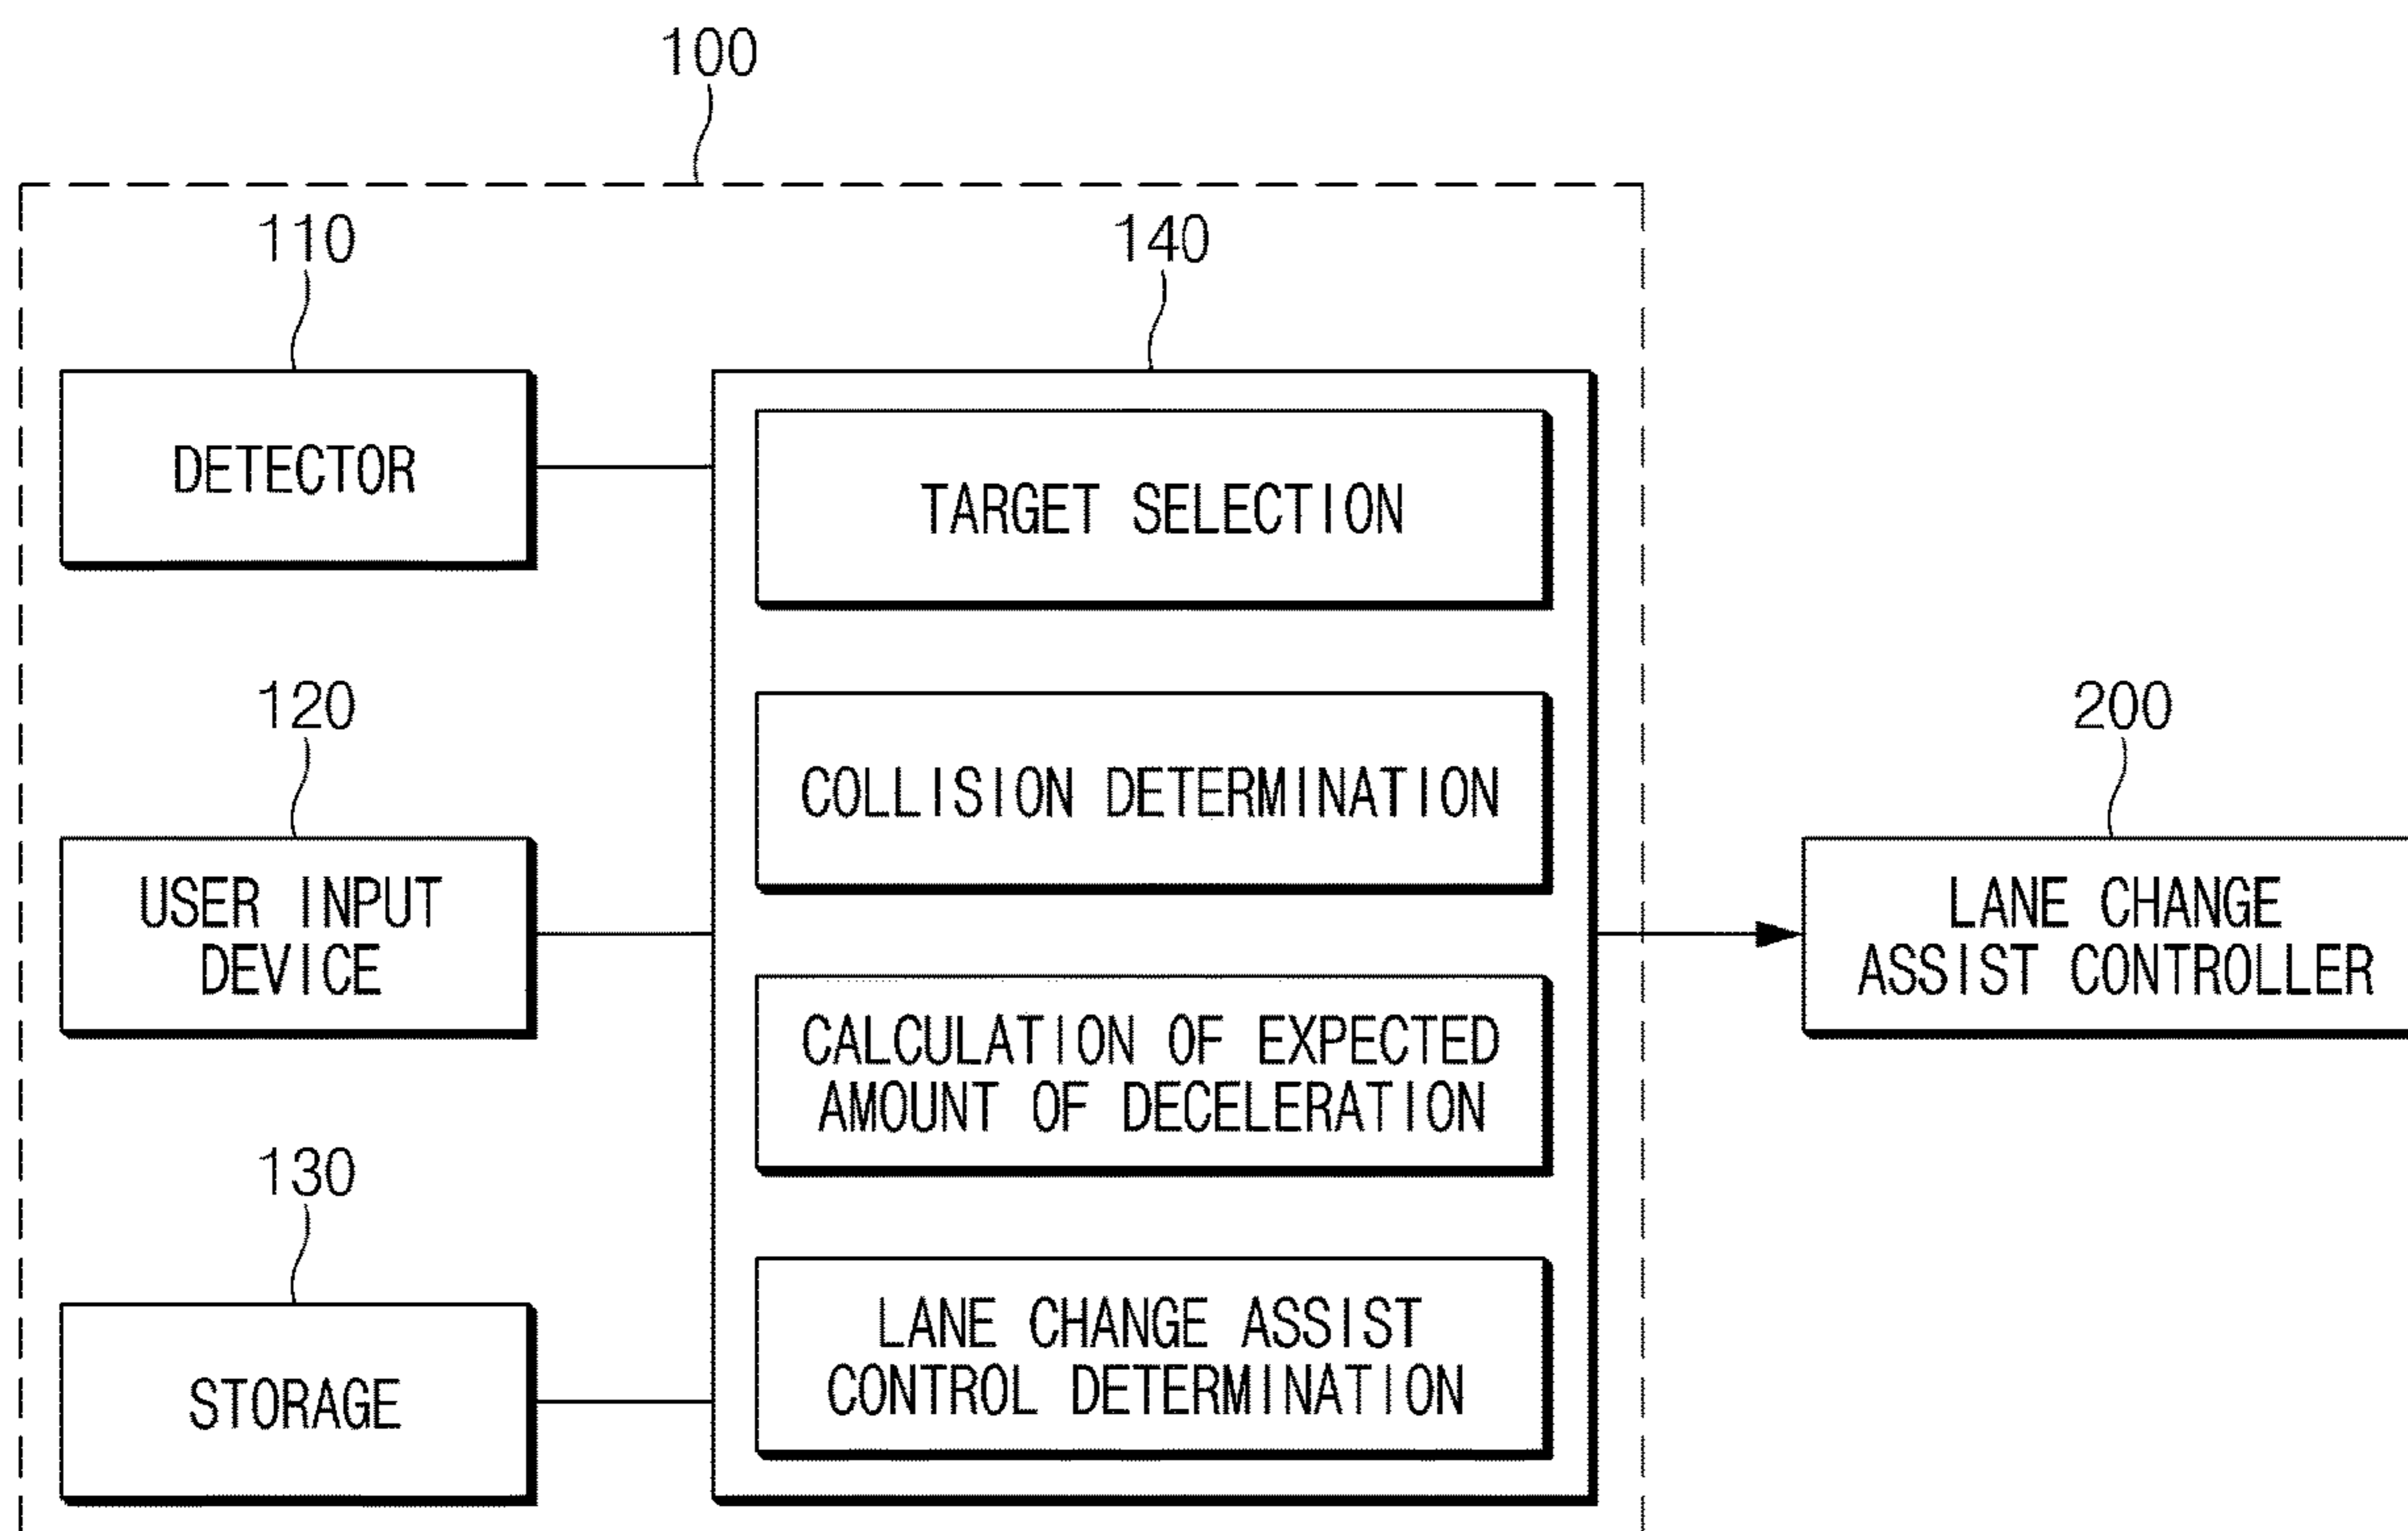 100
110
140
DETECTOR
TARGET SELECTION
120
COLLISION DETERMINATION
200
USER INPUT
DEVICE
LANE CHANGE
ASSIST CONTROLLER
CALCULATION OF EXPECTED
AMOUNT OF DECELERATION
130
STORAGE
LANE CHANGE ASSIST
CONTROL DETERMINATION